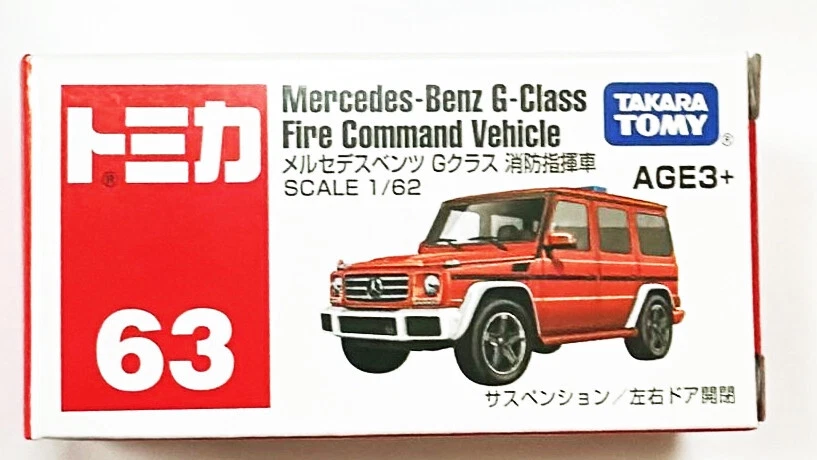 トミカ®
63
Mercedes-Benz G-Class
Fire Command Vehicle
メルセデスベンツ Gクラス 消防指揮車
SCALE 1/62
TAKARA
TOMY®
AGE3+
サスペンション/左右ドア開閉